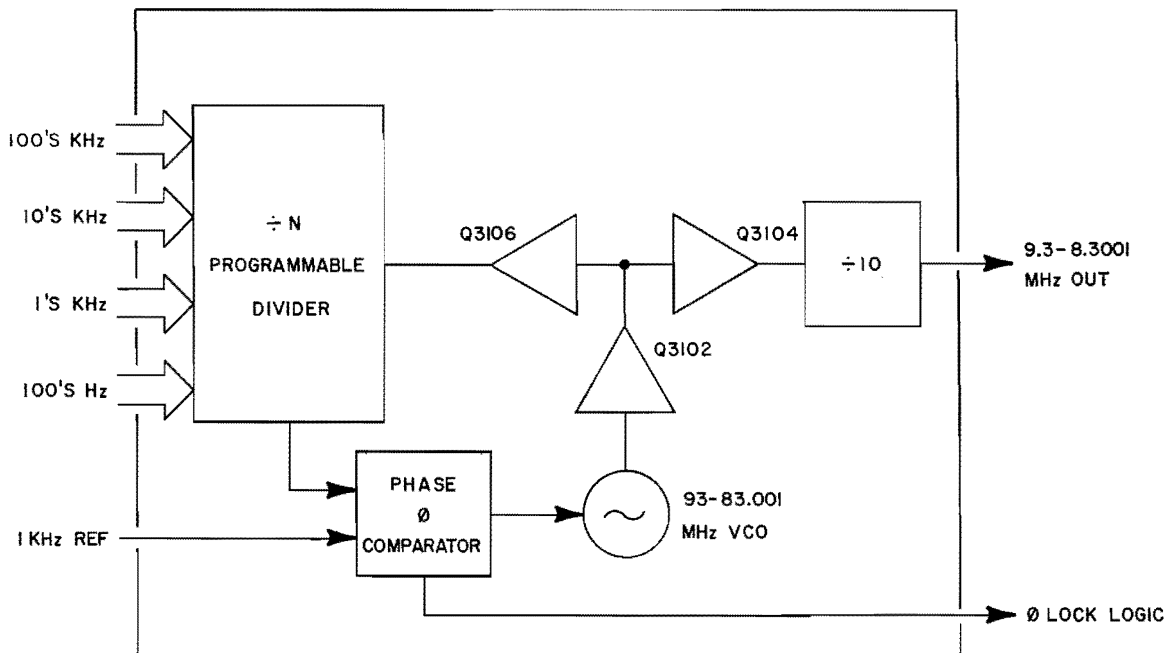 100'S KHz
10'S KHz
1'S KHz
100'S Hz
÷ N
PROGRAMMABLE
DIVIDER
Q3106
Q3104
÷10
9.3-8.3001
MHz OUT
Q3102
PHASE
Ø
COMPARATOR
93-83.001
MHz VCO
1 KHz REF
Ø LOCK LOGIC